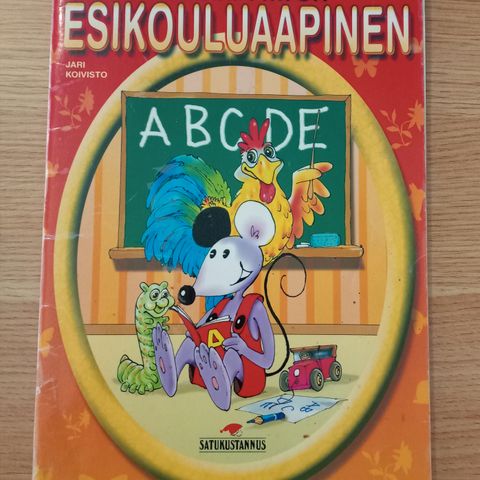 ESIKOULUAAPINEN
JARI
KOIVISTO
A B C D E
A
SATUKUSTANNUS